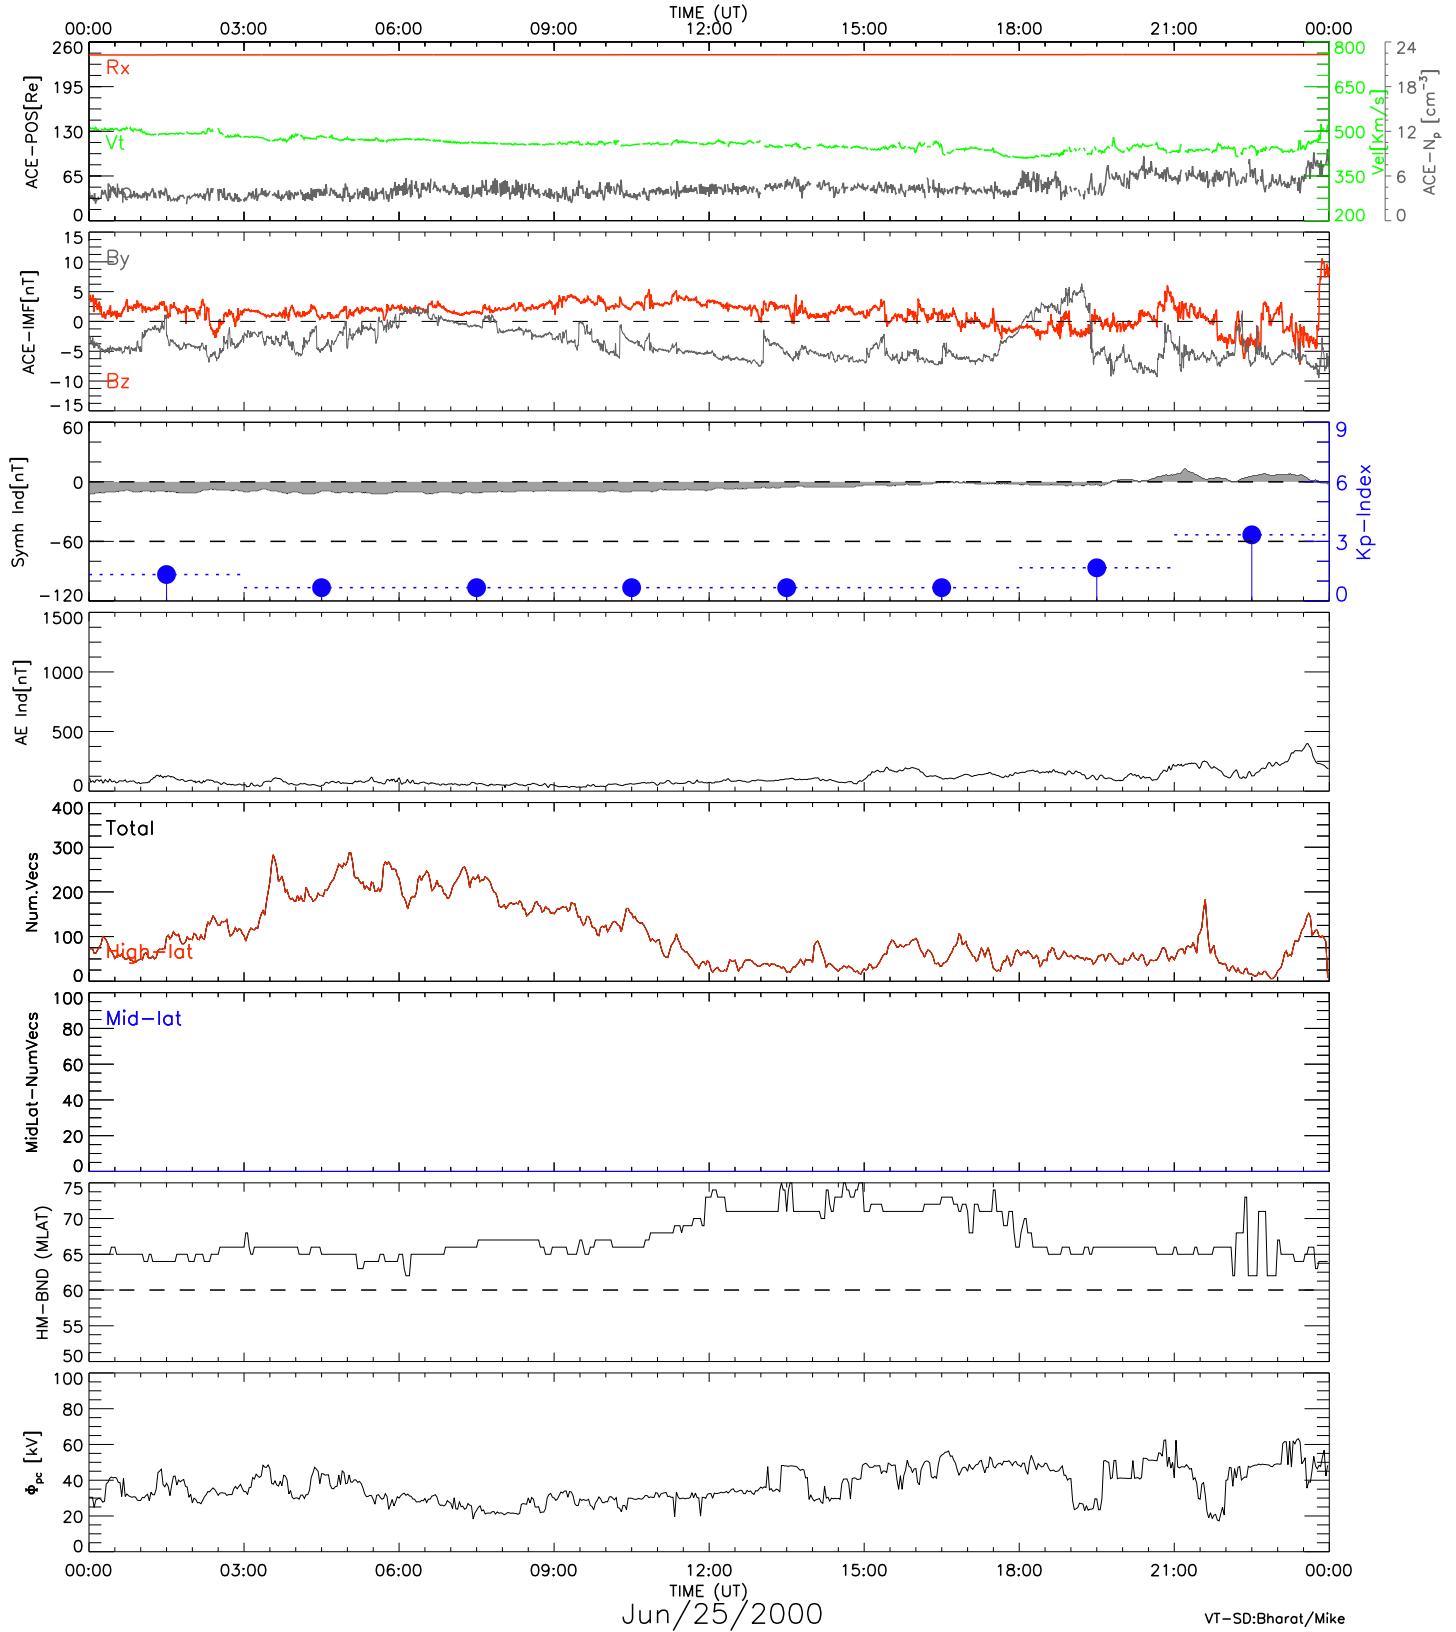 TIME (UT)
00:00 03:00 06:00 09:00 12:00 15:00 18:00 21:00 00:00
ACE-POS[Re]
260
195
130
65
0
Rx
Vt
800
650
500
350
200
Vel[Km/s]
24
18
12
6
0
ACE-Np [cm-3]
ACE-IMF[nT]
15
10
5
0
-5
-10
-15
By
Bz
Symh Ind[nT]
60
0
-60
-120
9
6
3
0
Kp-Index
AE Ind[nT]
1500
1000
500
0
Num.Vecs
400
300
200
100
0
Total
High-lat
MidLat-NumVecs
100
80
60
40
20
0
Mid-lat
HM-BND (MLAT)
75
70
65
60
55
50
Φpc [kV]
100
80
60
40
20
0
00:00 03:00 06:00 09:00 12:00 15:00 18:00 21:00 00:00
TIME (UT)
Jun/25/2000
VT-SD:Bharat/Mike